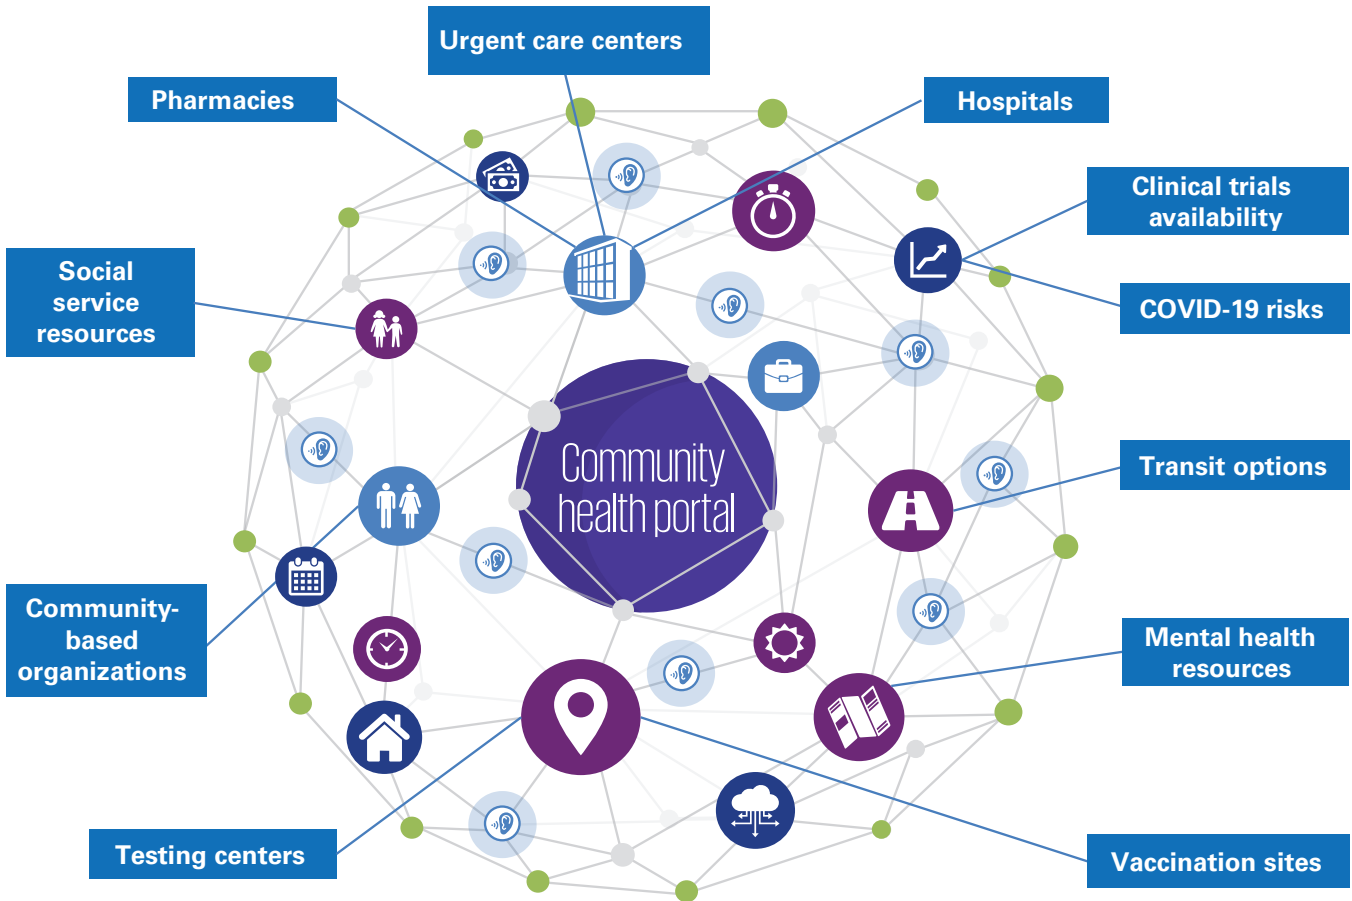 Urgent care centers
Pharmacies
Hospitals
Clinical trials
availability
Social
service
resources
COVID-19 risks
Community
health portal
Transit options
Community-
based
organizations
Mental health
resources
Testing centers
Vaccination sites